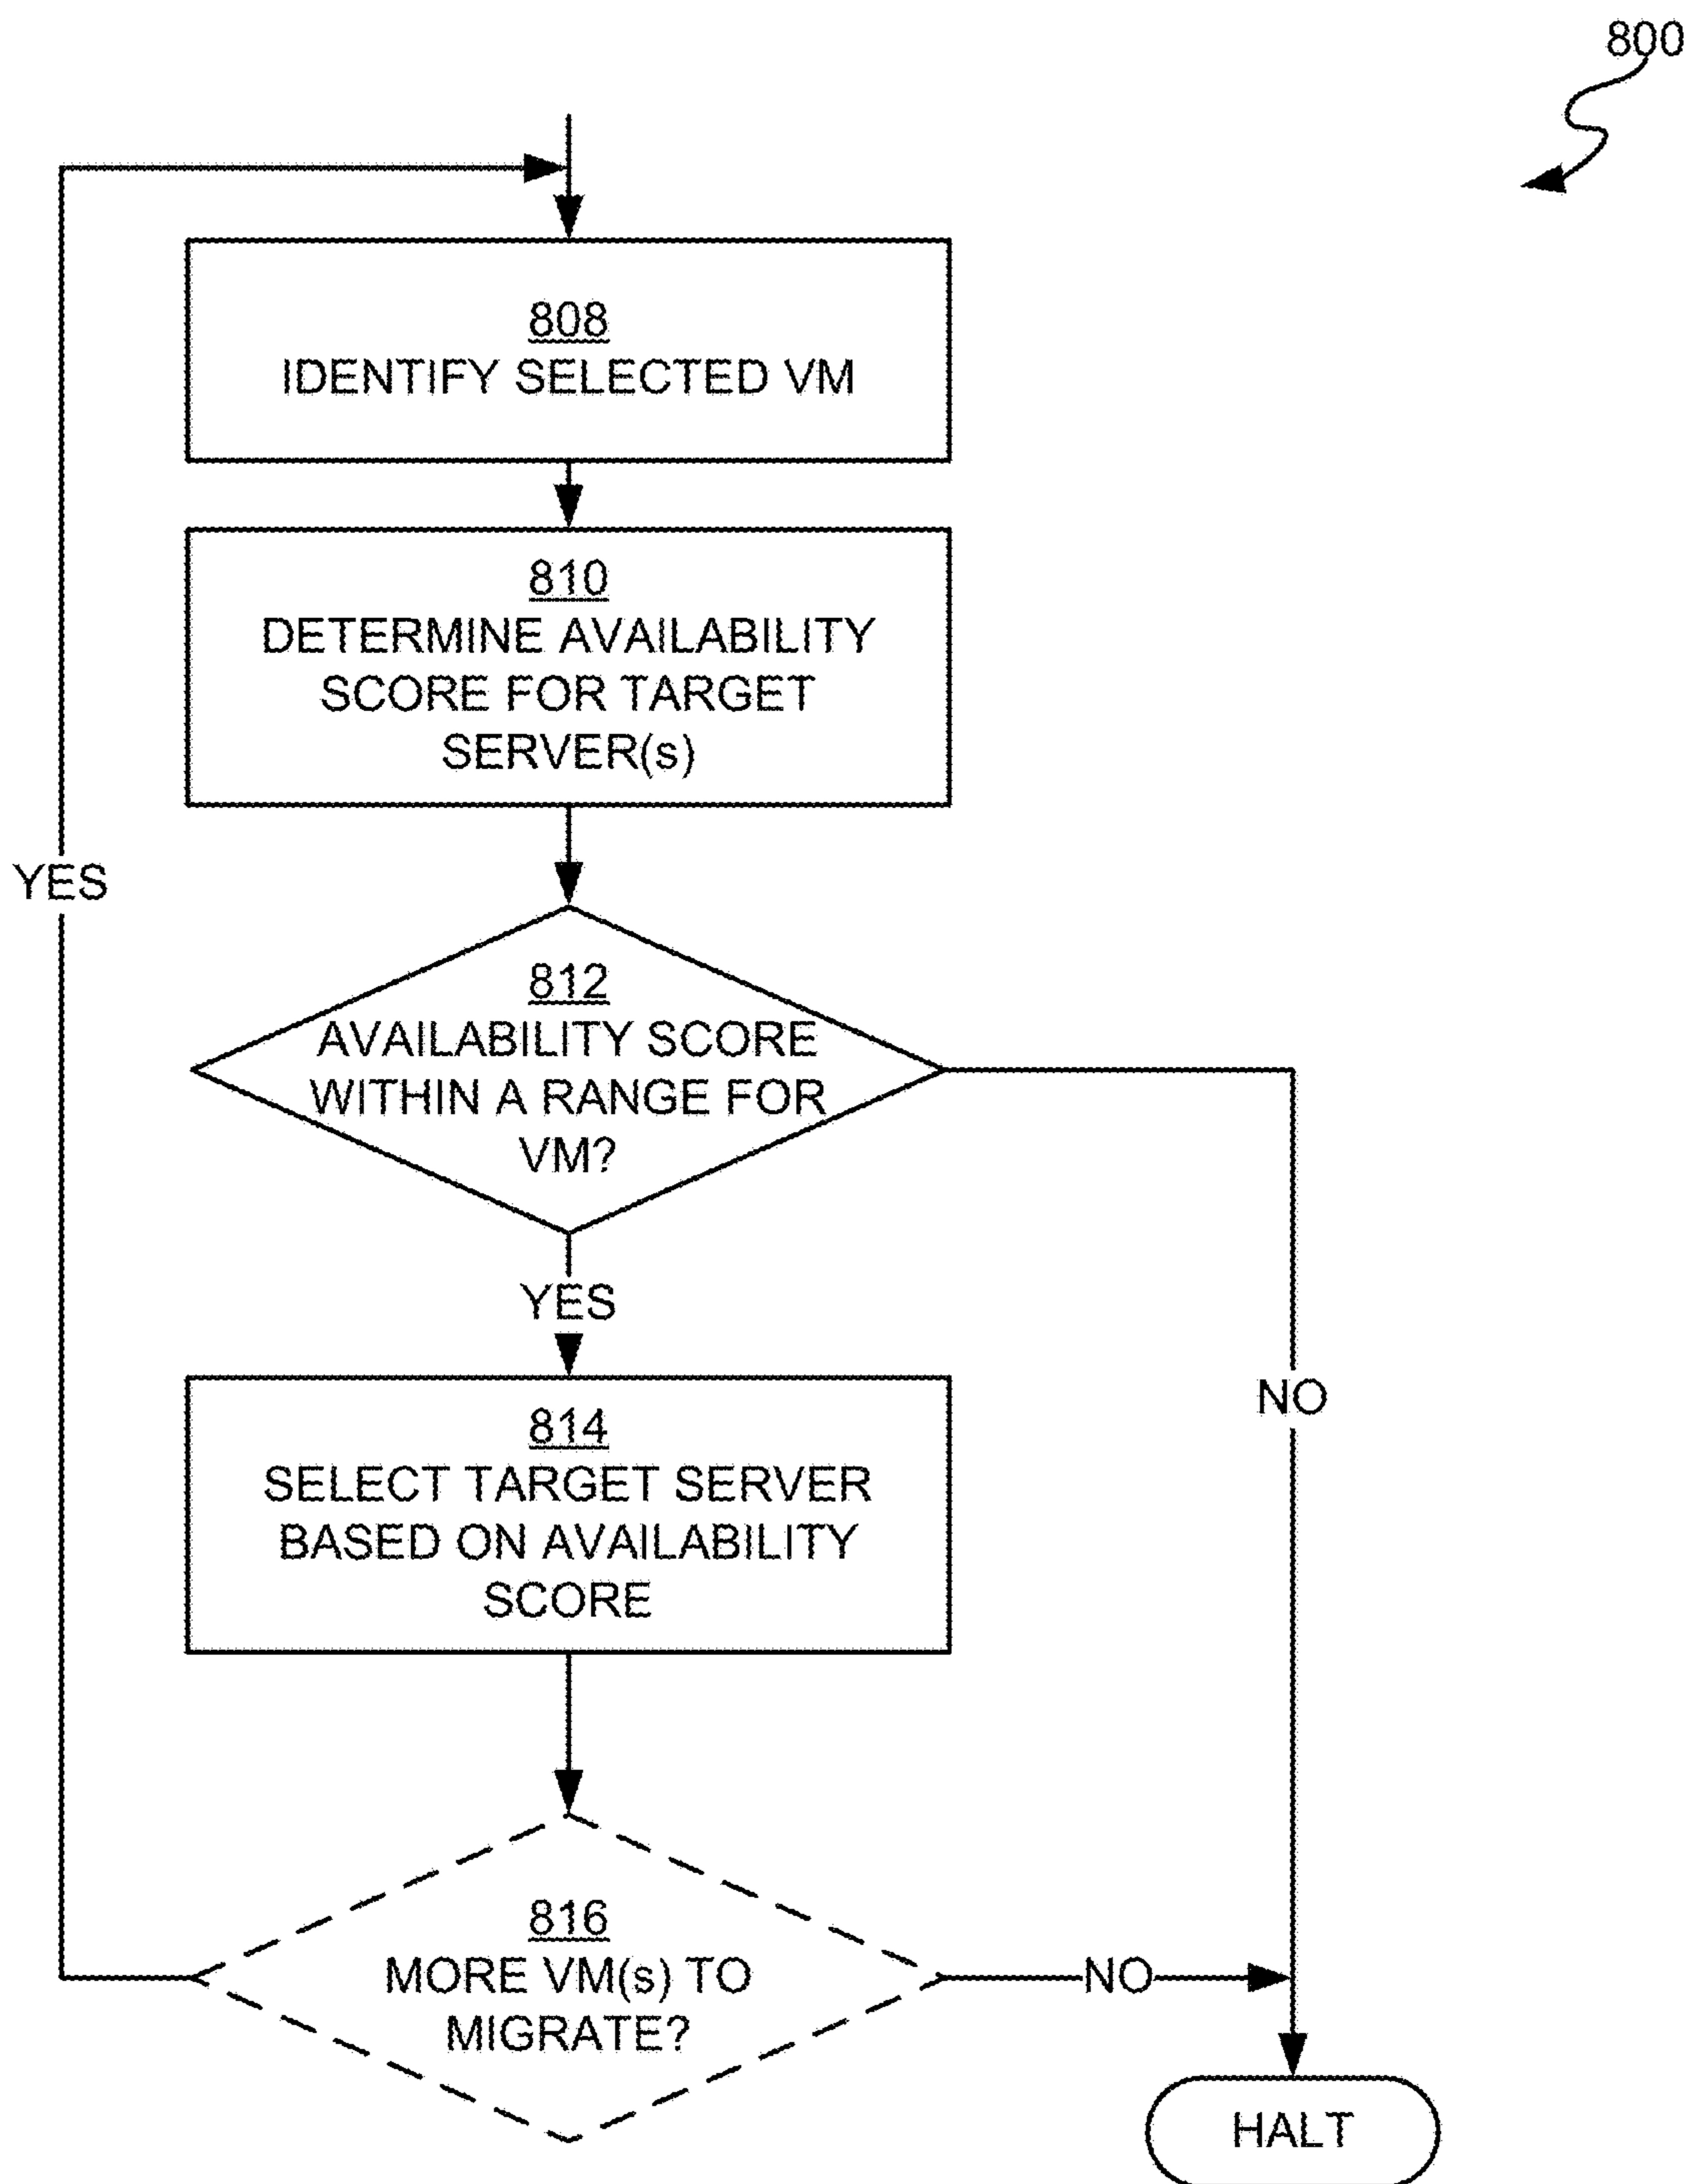 800
808
IDENTIFY SELECTED VM
810
DETERMINE AVAILABILITY
SCORE FOR TARGET
SERVER(s)
YES
812
AVAILABILITY SCORE
WITHIN A RANGE FOR
VM?
YES
NO
814
SELECT TARGET SERVER
BASED ON AVAILABILITY
SCORE
816
MORE VM(s) TO
MIGRATE?
NO
HALT